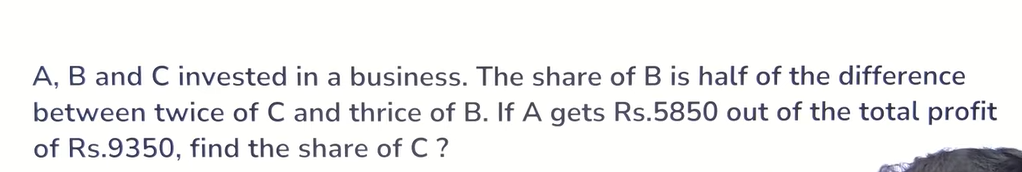 A, B and C invested in a business. The share of B is half of the difference
between twice of C and thrice of B. If A gets Rs.5850 out of the total profit
of Rs.9350, find the share of C ?